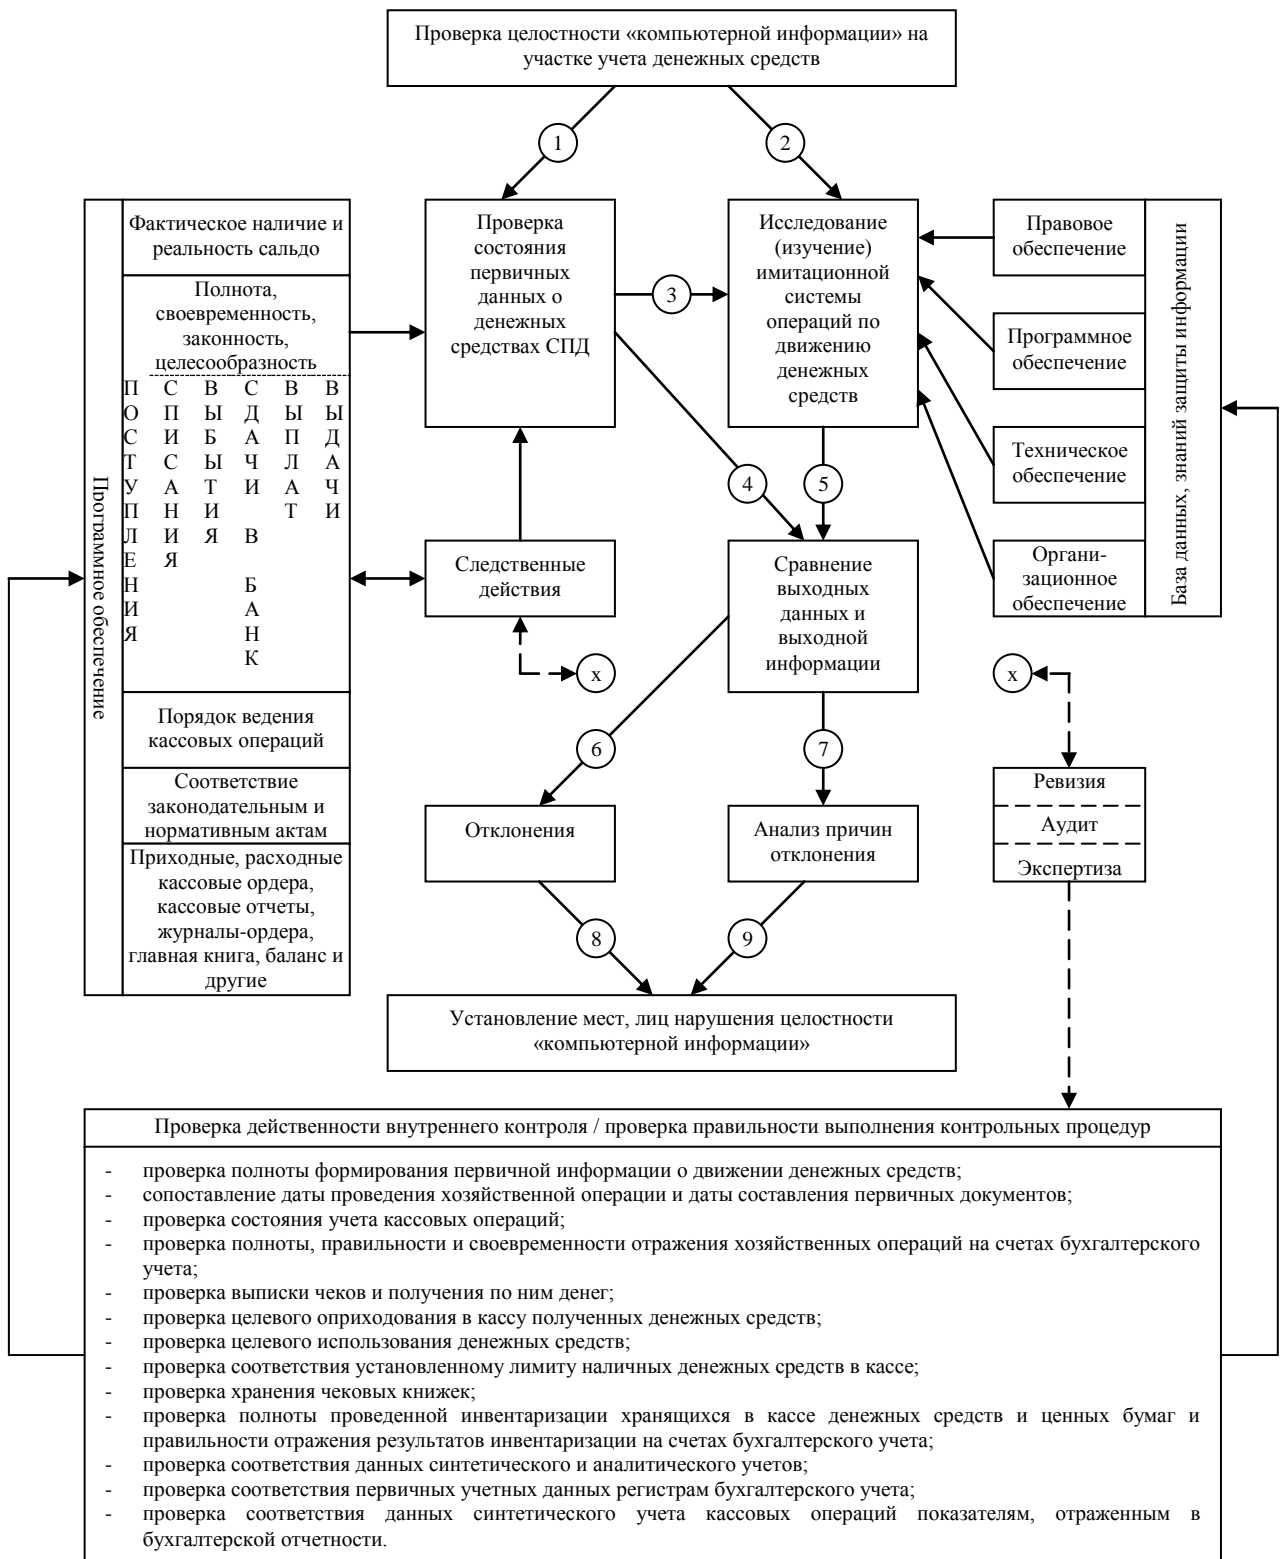 Проверка целостности «компьютерной информации» на
участке учета денежных средств
1
2
Программное обеспечение
Фактическое наличие и
реальность сальдо
Полнота,
своевременность,
законность,
целесообразность
ПОСТУПЛЕНИЯ
СПИСАНИЯ
ВЫБЫТИЯ
СДАЧИ В БАНК
ВЫПЛАТ
ВЫДАЧИ
Порядок ведения
кассовых операций
Соответствие
законодательным и
нормативным актам
Приходные, расходные
кассовые ордера,
кассовые отчеты,
журналы-ордера,
главная книга, баланс и
другие
Проверка
состояния
первичных
данных о
денежных
средствах СПД
3
Исследование
(изучение)
имитационной
системы
операций по
движению
денежных
средств
Правовое
обеспечение
Программное
обеспечение
Техническое
обеспечение
Органи-
зационное
обеспечение
База данных, знаний защиты информации
4
5
Следственные
действия
х
Сравнение
выходных
данных и
выходной
информации
х
6
7
Ревизия
Аудит
Экспертиза
Отклонения
Анализ причин
отклонения
8
9
Установление мест, лиц нарушения целостности
«компьютерной информации»
Проверка действенности внутреннего контроля / проверка правильности выполнения контрольных процедур
- проверка полноты формирования первичной информации о движении денежных средств;
- сопоставление даты проведения хозяйственной операции и даты составления первичных документов;
- проверка состояния учета кассовых операций;
- проверка полноты, правильности и своевременности отражения хозяйственных операций на счетах бухгалтерского
учета;
- проверка выписки чеков и получения по ним денег;
- проверка целевого оприходования в кассу полученных денежных средств;
- проверка целевого использования денежных средств;
- проверка соответствия установленному лимиту наличных денежных средств в кассе;
- проверка хранения чековых книжек;
- проверка полноты проведенной инвентаризации хранящихся в кассе денежных средств и ценных бумаг и
правильности отражения результатов инвентаризации на счетах бухгалтерского учета;
- проверка соответствия данных синтетического и аналитического учетов;
- проверка соответствия первичных учетных данных регистрам бухгалтерского учета;
- проверка соответствия данных синтетического учета кассовых операций показателям, отраженным в
бухгалтерской отчетности.